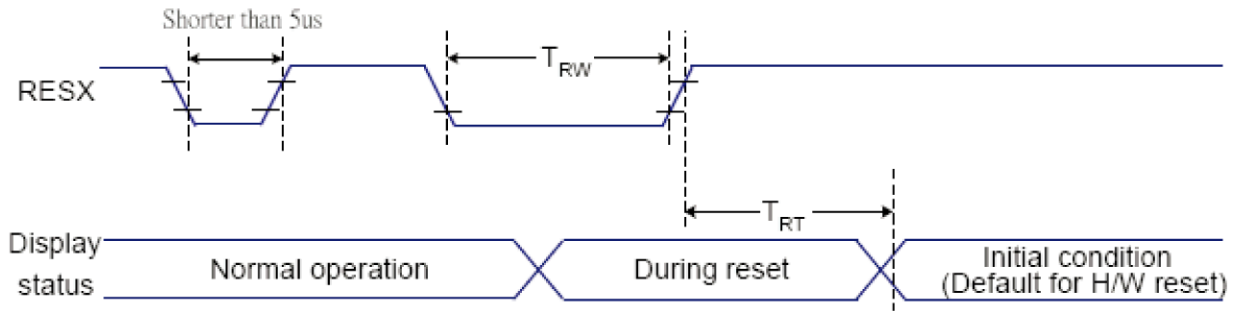 Shorter than 5us
TRW
RESX
TRT
Display
status
Normal operation
During reset
Initial condition
(Default for H/W reset)